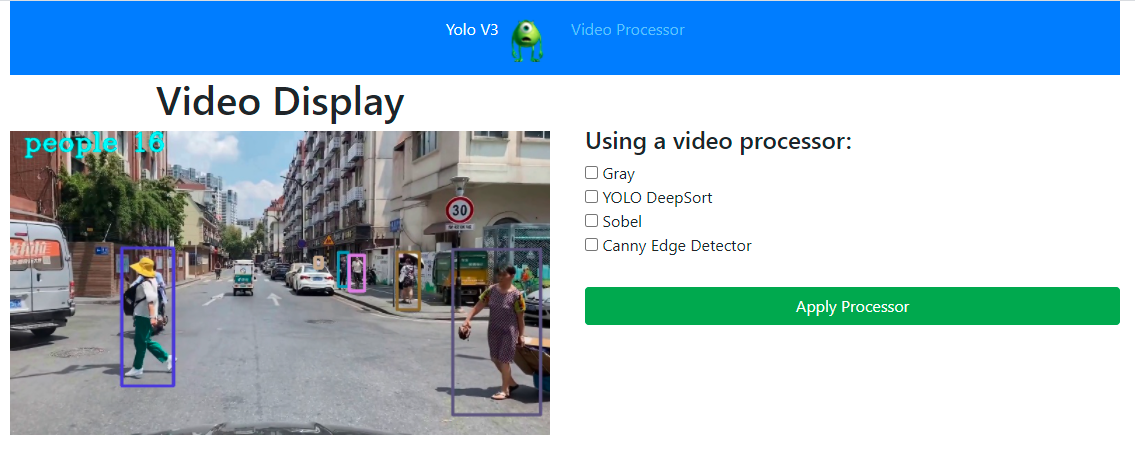 Yolo V3
Video Processor
Video Display
people 18
30
Using a video processor:
Gray
YOLO DeepSort
Sobel
Canny Edge Detector
Apply Processor